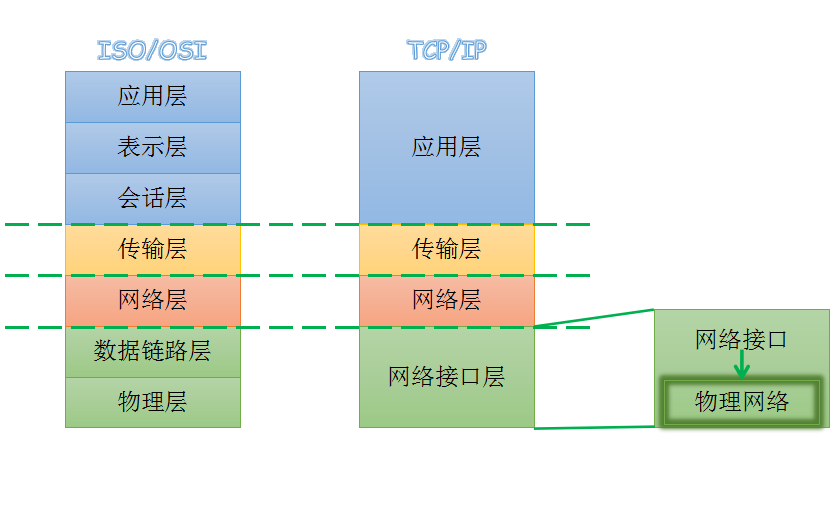 ISO/OSI
应用层
表示层
会话层
传输层
网络层
数据链路层
物理层
TCP/IP
应用层
传输层
网络层
网络接口层
网络接口
物理网络